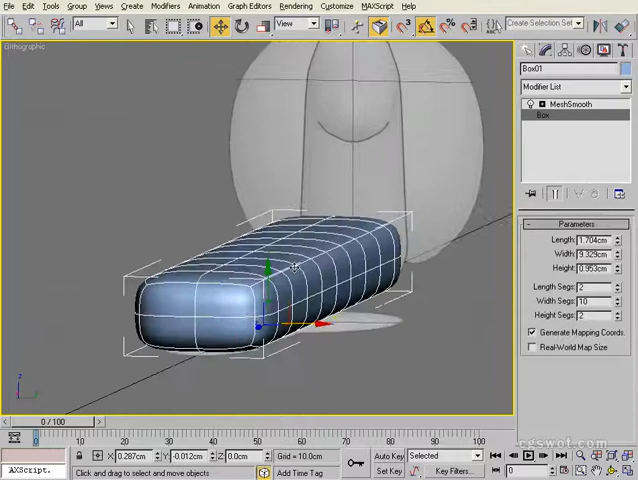 File Edit Tools Group Views Create Modifiers Animation Graph Editors Rendering Customize MAXScript Help
All View Create Selection Set
Orthographic
Box01
Modifier List
MeshSmooth
Box
Parameters
Length: 1.704cm
Width: 9.329cm
Height: 0.953cm
Length Segs: 2
Width Segs: 10
Height Segs: 2
Generate Mapping Coords.
Real-World Map Size
z
0 / 100
0 10 20 30 40 50 60 70 80 90 100
X: 0.287cm Y: -0.012cm Z: 0.0cm Grid = 10.0cm Auto Key Selected
'AXScript. Click and drag to select and move objects Add Time Tag Set Key Key Filters... 0
cgswot.com